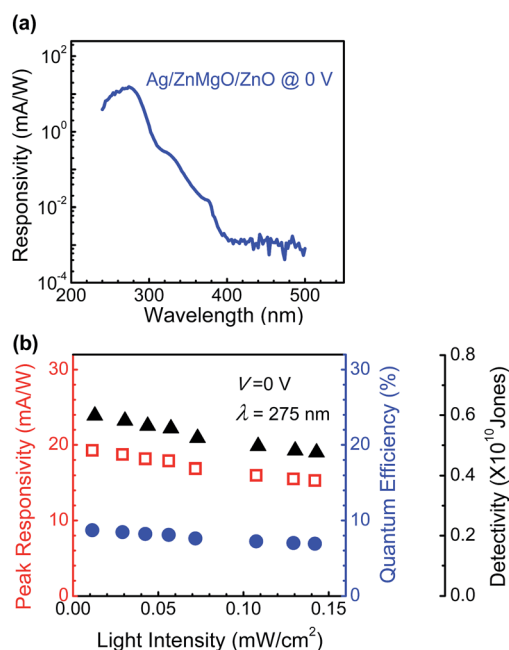 (a)
Responsivity (mA/W)
10²
10⁰
10⁻²
10⁻⁴
Ag/ZnMgO/ZnO @ 0 V
200 300 400 500
Wavelength (nm)
(b)
Peak Responsivity (mA/W)
30
20
10
0
V=0 V
λ = 275 nm
Quantum Efficiency (%)
30
20
10
0
Detectivity (X10¹⁰Jones)
0.8
0.6
0.4
0.2
0.0
0.00 0.05 0.10 0.15
Light Intensity (mW/cm²)